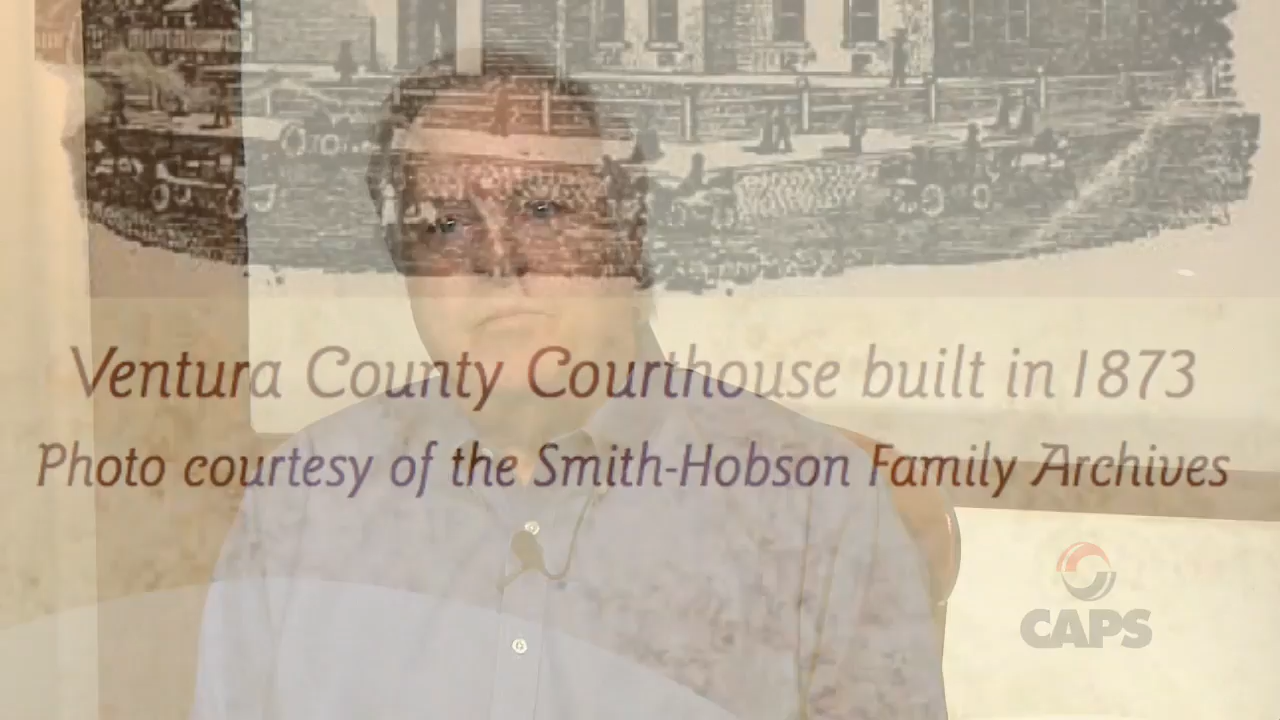 Ventura County Courthouse built in 1873
Photo courtesy of the Smith-Hobson Family Archives
CAPS